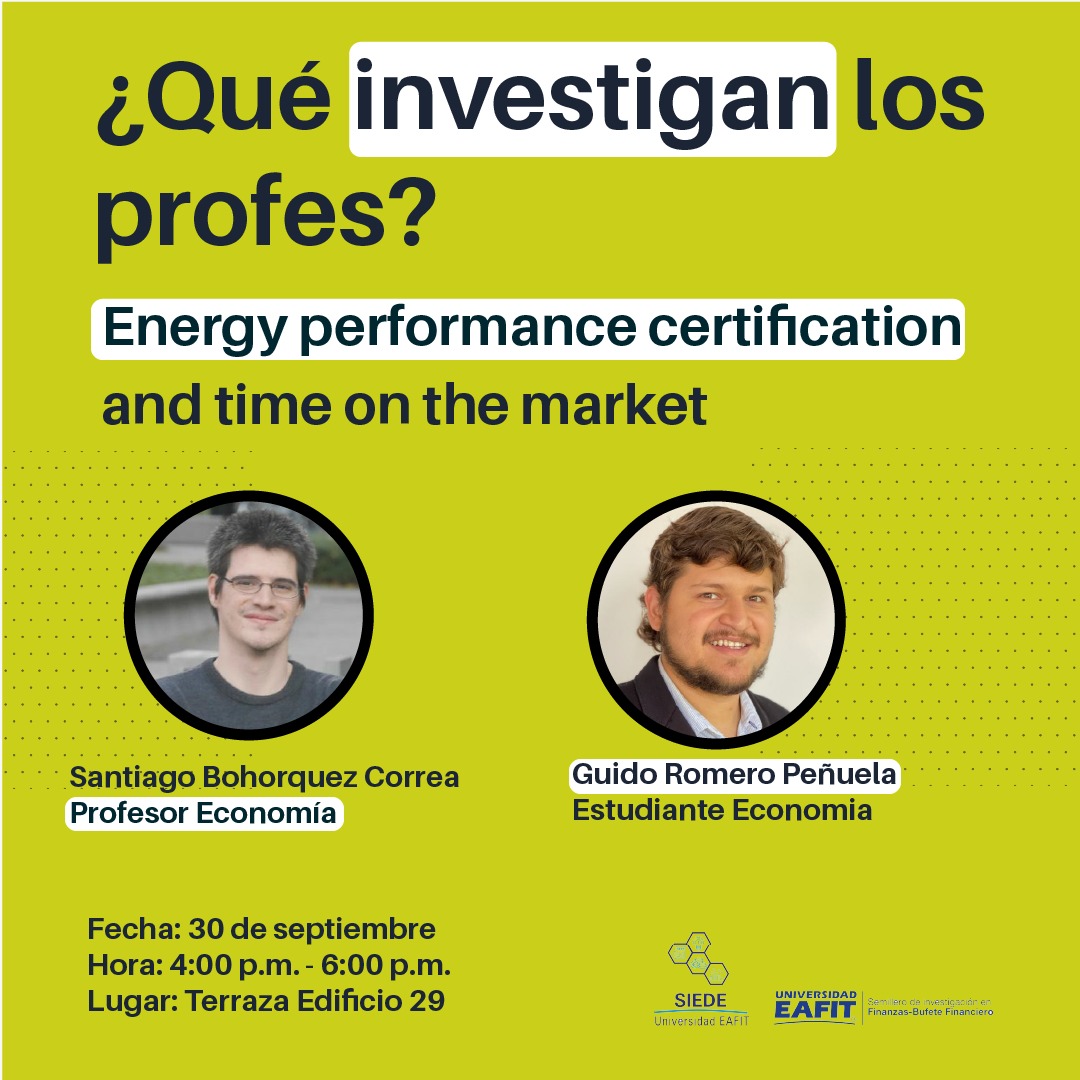 ¿Qué investigan los
profes?
Energy performance certification
and time on the market
Santiago Bohorquez Correa
Profesor Economía
Guido Romero Peñuela
Estudiante Economia
Fecha: 30 de septiembre
Hora: 4:00 p.m. - 6:00 p.m.
Lugar: Terraza Edificio 29
SIEDE
Universidad EAFIT
UNIVERSIDAD
EAFIT
Semillero de investigación en
Finanzas-Bufete Financiero